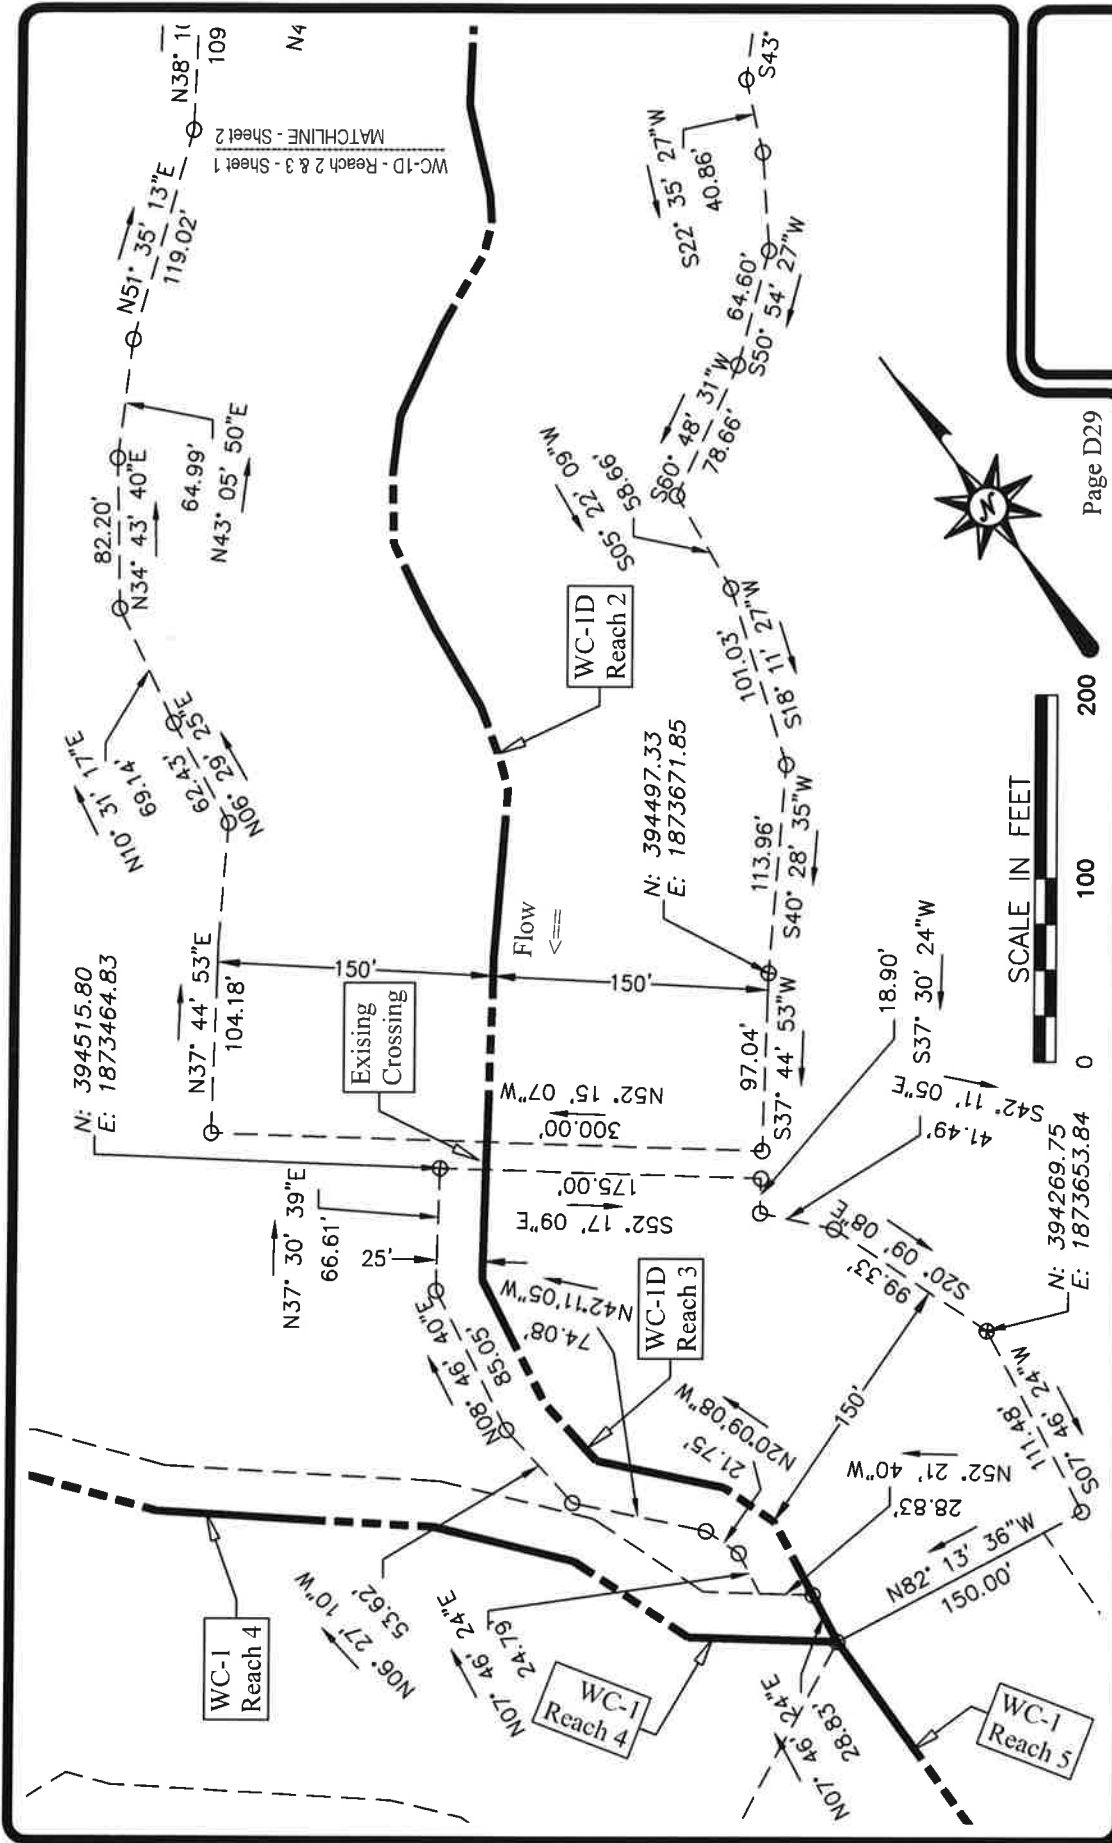 N38° 1(
109
N4
MATCHLINE - Sheet 2
WC-1D - Reach 2 & 3 - Sheet 1
N51° 35' 13"E
119.02'
S43°
S22° 35' 27"W
40.86'
64.60'
S50° 54' 27"W
S60° 48' 31"W
78.66'
82.20'
N34° 43' 40"E
64.99'
N43° 05' 50"E
S05° 22' 09"W
58.66'
N10° 31' 17"E
69.14'
62.43'
N06° 29' 25"E
WC-1D
Reach 2
101.03'
S18° 11' 27"W
N: 394497.33
E: 1873671.85
113.96'
S40° 28' 35"W
N: 394515.80
E: 1873464.83
N37° 44' 53"E
104.18'
150'
150'
Flow
<==
Exising
Crossing
N52° 15' 07"W
300.00'
97.04'
S37° 44' 53"W
175.00'
S52° 17' 09"E
18.90'
S37° 30' 24"W
S42° 11' 05"E
41.49'
N37° 30' 39"E
66.61'
25'
S20° 09' 08"E
99.33'
N: 394269.75
E: 1873653.84
N08° 46' 40"E
85.05'
N42°11'05"W
74.08'
WC-1D
Reach 3
N20°09'08"W
21.75'
150'
S07° 46' 24"W
111.48'
N52° 21' 40"W
28.83'
N82° 13' 36"W
150.00'
WC-1
Reach 4
N06° 27' 10"W
53.62'
N07° 46' 24"E
24.79'
WC-1
Reach 4
N07° 46' 24"E
28.83'
WC-1
Reach 5
N
SCALE IN FEET
0
100
200
Page D29